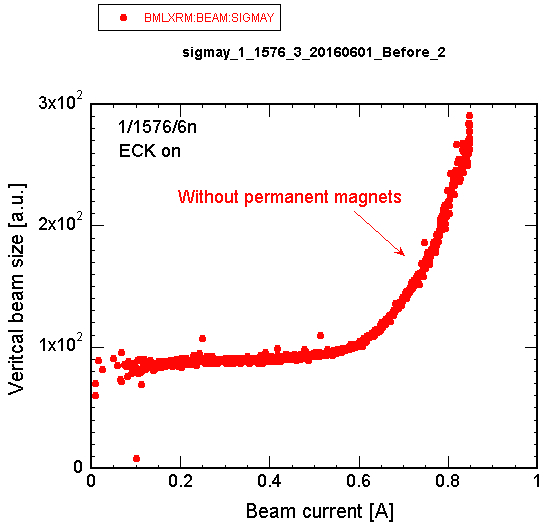 BMLXRM:BEAM:SIGMAY
sigmay_1_1576_3_20160601_Before_2
3x10²
1/1576/6n
ECK on
Without permanent magnets
2x10²
1x10²
0
Veritcal beam size [a.u.]
0 0.2 0.4 0.6 0.8 1
Beam current [A]